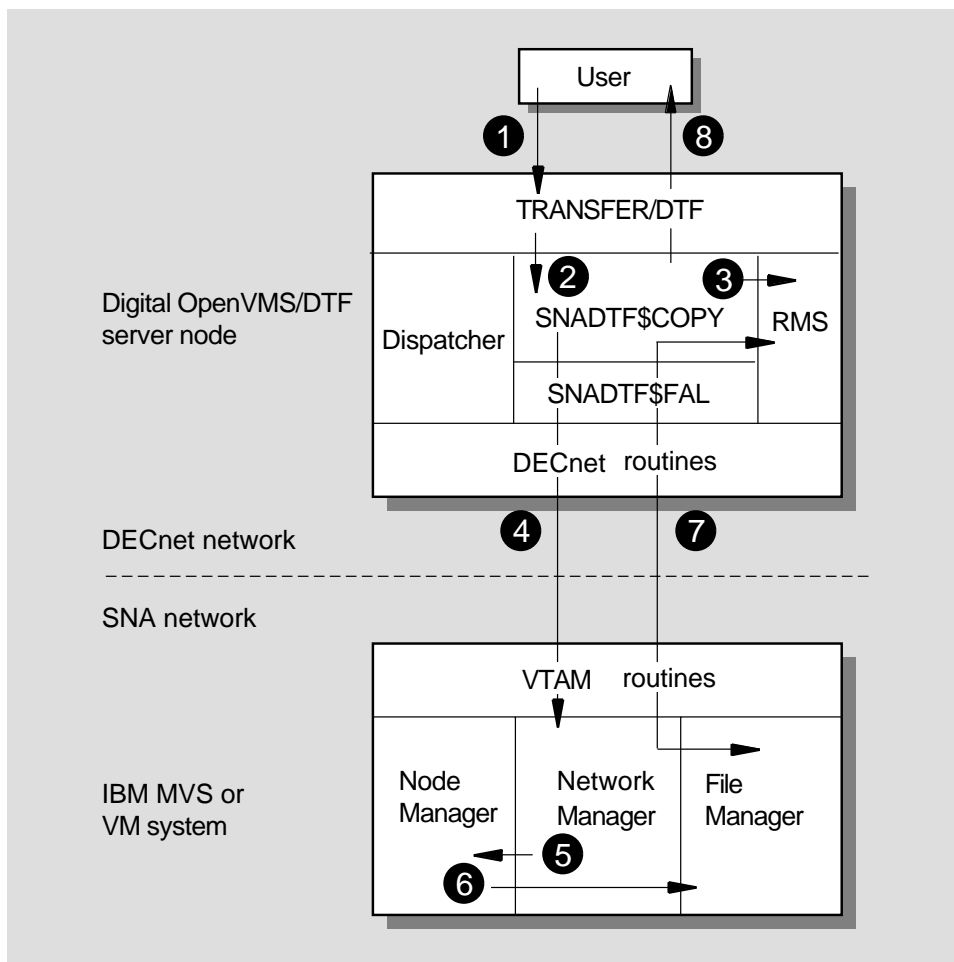 User
1
8
TRANSFER/DTF
2
3
Digital OpenVMS/DTF
server node
Dispatcher
SNADTF$COPY
RMS
SNADTF$FAL
DECnet routines
4
7
DECnet network
SNA network
VTAM routines
IBM MVS or
VM system
Node
Manager
Network
Manager
File
Manager
5
6